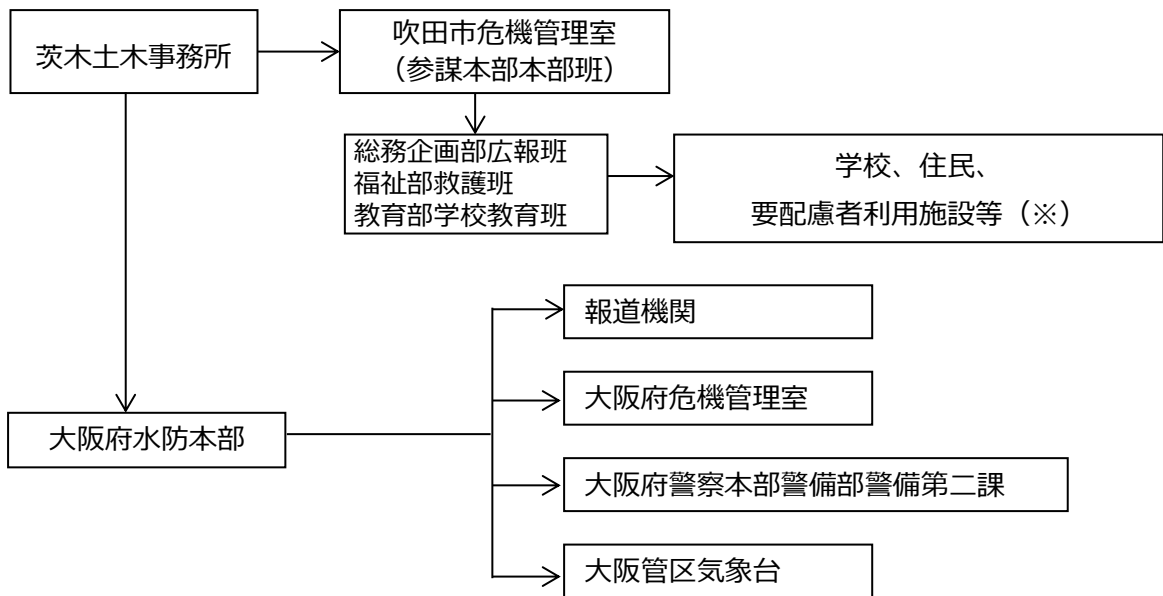 茨木土木事務所
吹田市危機管理室
（参謀本部本部班）
総務企画部広報班
福祉部救護班
教育部学校教育班
学校、住民、
要配慮者利用施設等（※）
報道機関
大阪府危機管理室
大阪府水防本部
大阪府警察本部警備部警備第二課
大阪管区気象台